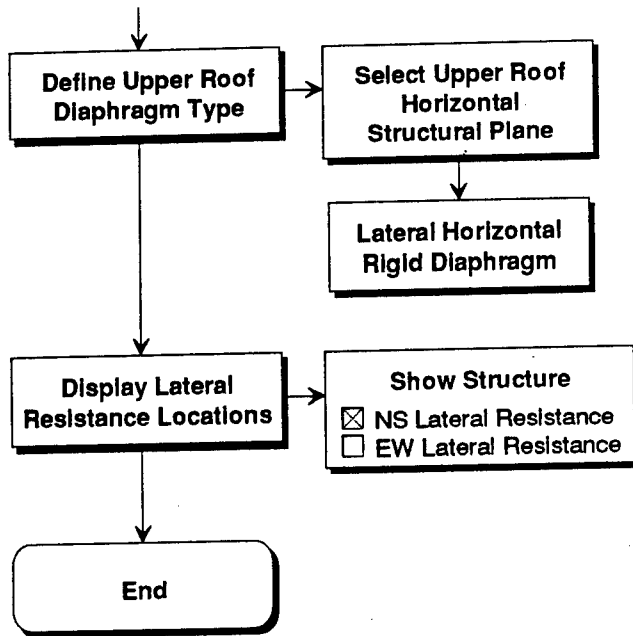 Define Upper Roof
Diaphragm Type
Select Upper Roof
Horizontal
Structural Plane
Lateral Horizontal
Rigid Diaphragm
Display Lateral
Resistance Locations
Show Structure
☒ NS Lateral Resistance
☐ EW Lateral Resistance
End